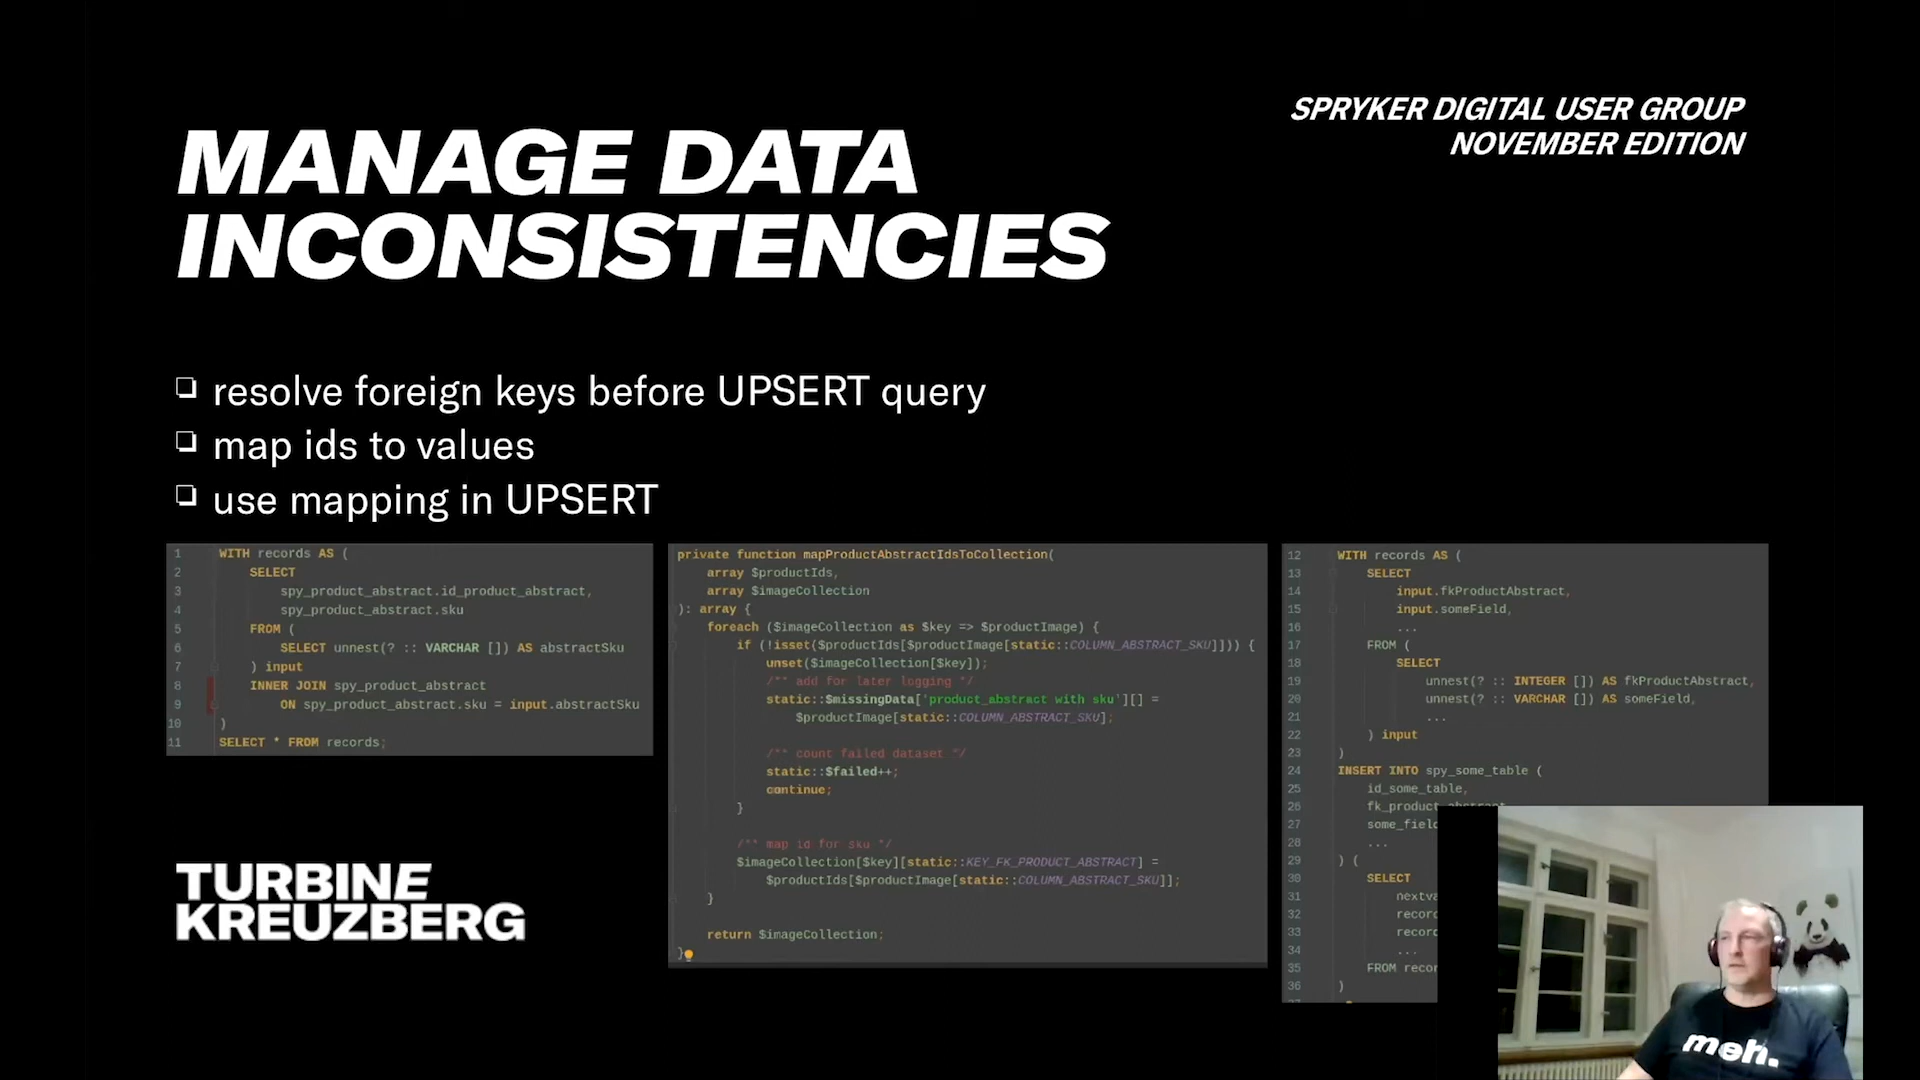 SPRYKER DIGITAL USER GROUP
NOVEMBER EDITION
MANAGE DATA
INCONSISTENCIES
❏ resolve foreign keys before UPSERT query
❏ map ids to values
❏ use mapping in UPSERT
1 WITH records AS (
2 SELECT
3 spy_product_abstract.id_product_abstract,
4 spy_product_abstract.sku
5 FROM (
6 SELECT unnest(? :: VARCHAR []) AS abstractSku
7 ) input
8 INNER JOIN spy_product_abstract
9 ON spy_product_abstract.sku = input.abstractSku
10 )
11 SELECT * FROM records;
private function mapProductAbstractIdsToCollection(
array $productIds,
array $imageCollection
): array {
foreach ($imageCollection as $key => $productImage) {
if (!isset($productIds[$productImage[static::COLUMN_ABSTRACT_SKU]])) {
unset($imageCollection[$key]);
/** add for later logging */
static::$missingData['product_abstract with sku'][] =
$productImage[static::COLUMN_ABSTRACT_SKU];
/** count failed dataset */
static::$failed++;
continue;
}
/** map id for sku */
$imageCollection[$key][static::KEY_FK_PRODUCT_ABSTRACT] =
$productIds[$productImage[static::COLUMN_ABSTRACT_SKU]];
}
return $imageCollection;
}
12 WITH records AS (
13 SELECT
14 input.fkProductAbstract,
15 input.someField,
16 ...
17 FROM (
18 SELECT
19 unnest(? :: INTEGER []) AS fkProductAbstract,
20 unnest(? :: VARCHAR []) AS someField,
21 ...
22 ) input
23 )
24 INSERT INTO spy_some_table (
25 id_some_table,
26 fk_product_abstract
27 some_field
28 ...
29 ) (
30 SELECT
31 nextva
32 recor
33 recor
34 ...
35 FROM recor
36 )
TURBINE
KREUZBERG
meh.